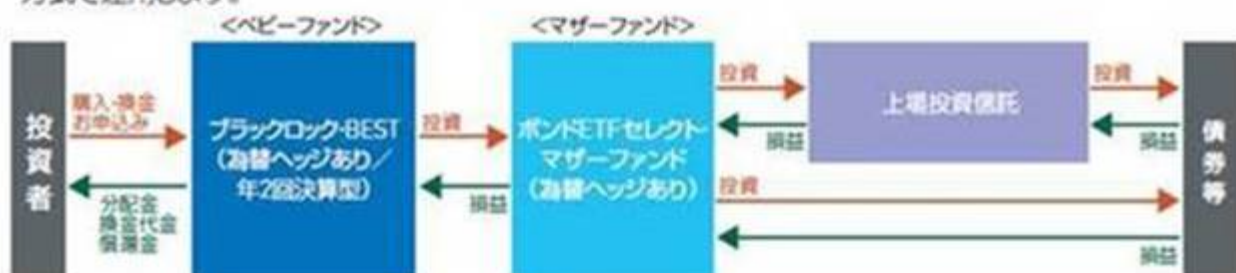 方式で運用します。
<ベビーファンド>
<マザーファンド>
投資者
購入・換金
お申込み
分配金
換金代金
償還金
ブラックロック-BEST
(為替ヘッジあり/
年2回決算型)
投資
損益
ボンドETFセレクト
マザーファンド
(為替ヘッジあり)
投資
損益
上場投資信託
投資
損益
投資
損益
債券等